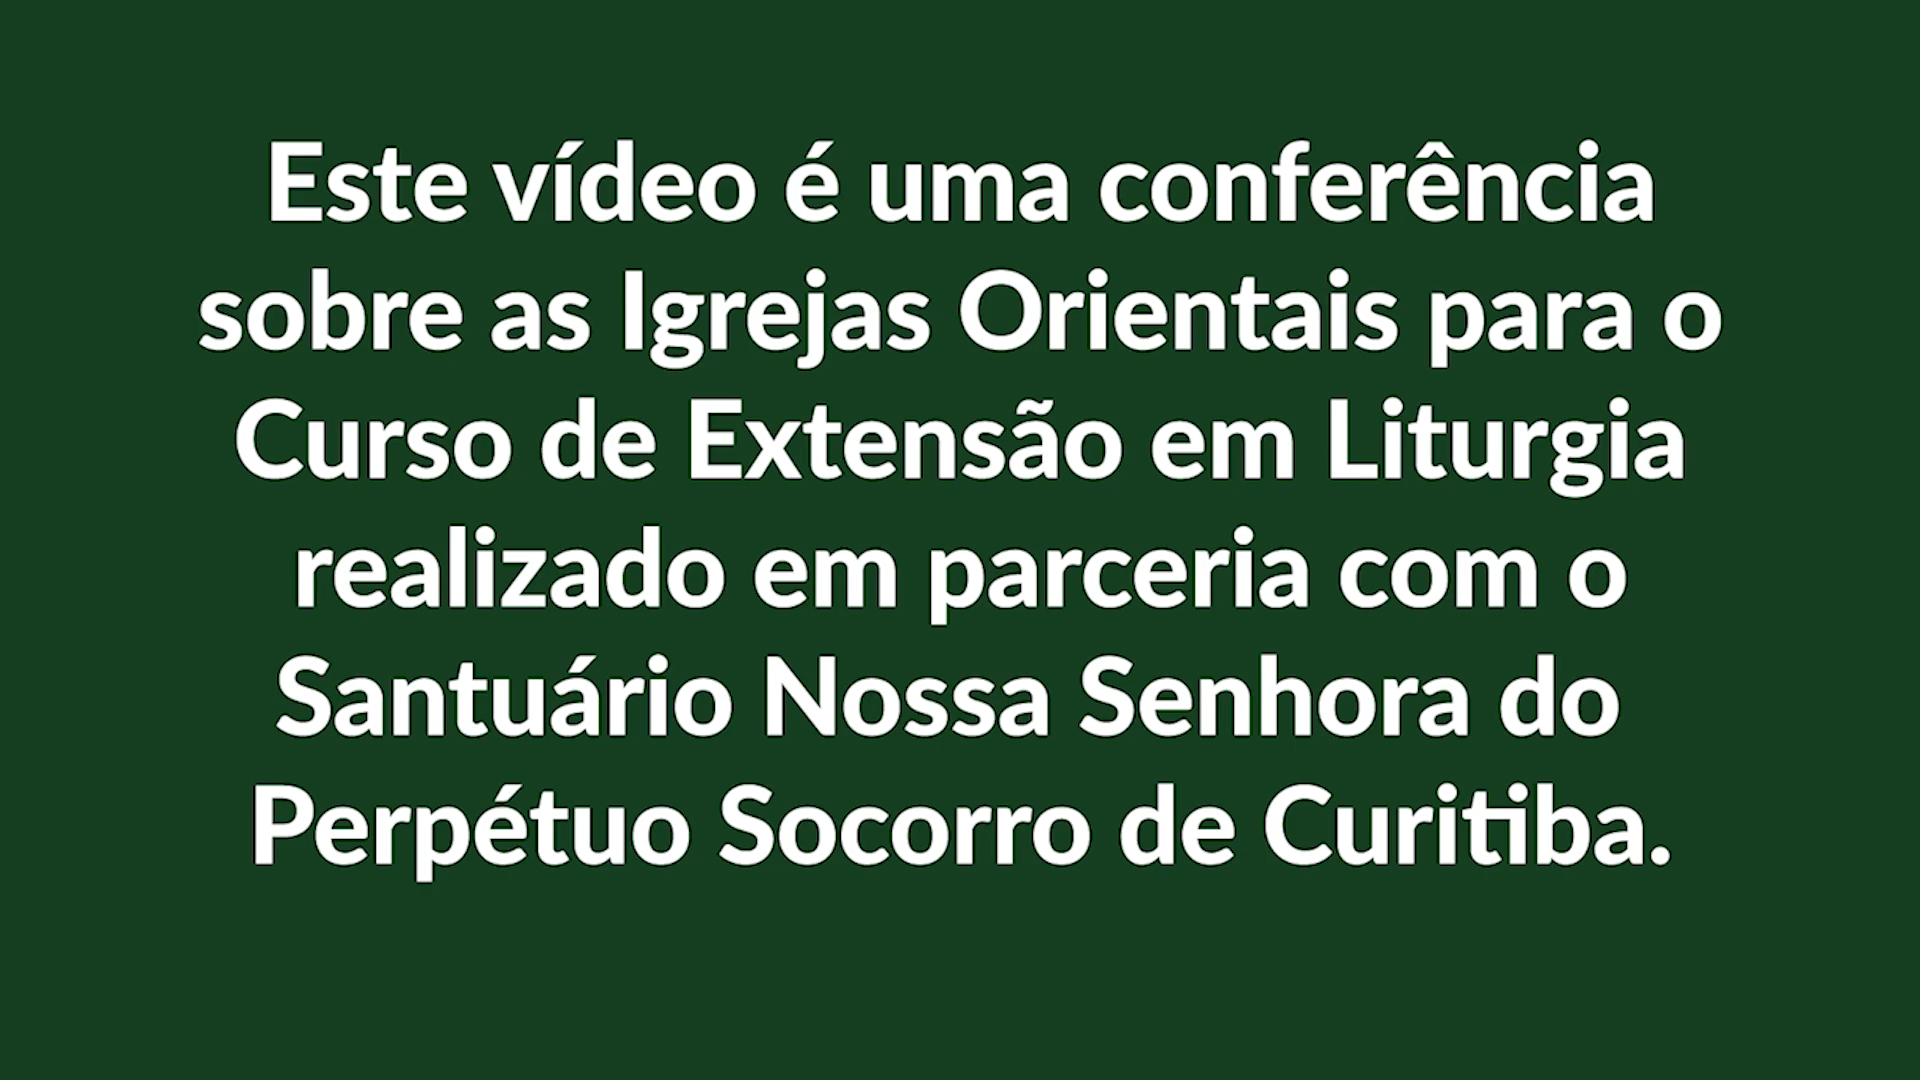 Este vídeo é uma conferência
sobre as Igrejas Orientais para o
Curso de Extensão em Liturgia
realizado em parceria com o
Santuário Nossa Senhora do
Perpétuo Socorro de Curitiba.